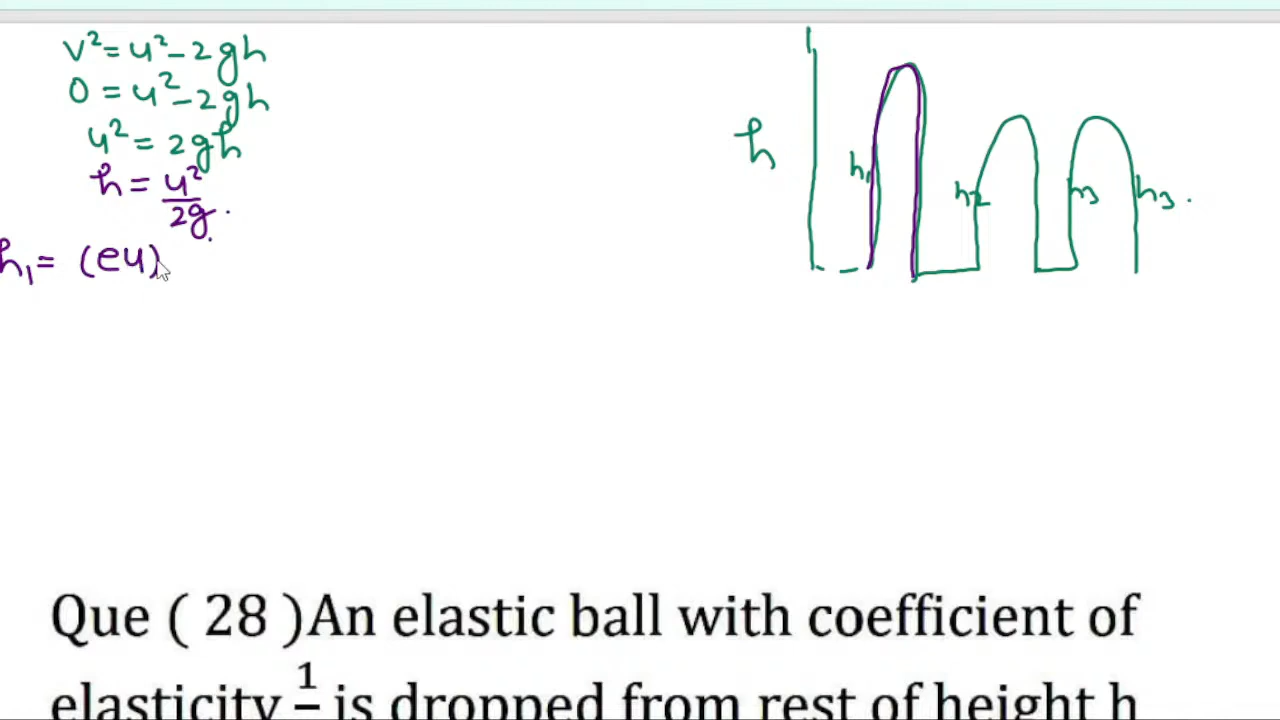 v² = u² - 2gh
0 = u² - 2gh
u² = 2gh
h = u²/2g.
h₁ = (eu)
h
h₁
h2
h3
h3.
Que ( 28 )An elastic ball with coefficient of
elasticity 1 is dropped from rest of height h